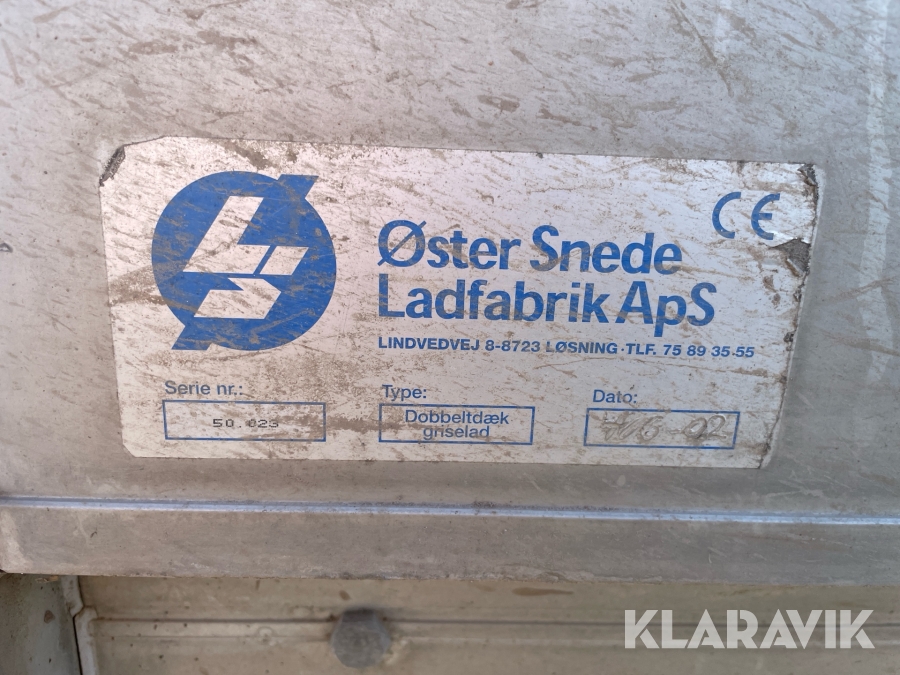 CE
Øster Snede
Ladfabrik ApS
LINDVEDVEJ 8-8723 LØSNING·TLF. 75 89 35 55
Serie nr.:
50.023
Type:
Dobbeltdæk
griselad
Dato:
KLARAVIK